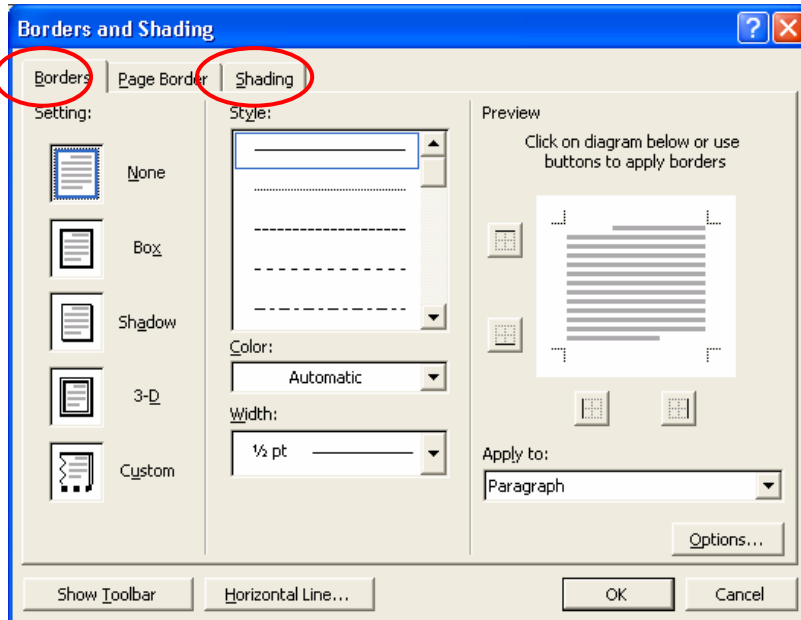 Borders and Shading
Borders Page Border Shading
Setting:
None
Box
Shadow
3-D
Custom
Style:
Color:
Automatic
Width:
½ pt
Preview
Click on diagram below or use
buttons to apply borders
Apply to:
Paragraph
Options...
Show Toolbar Horizontal Line... OK Cancel